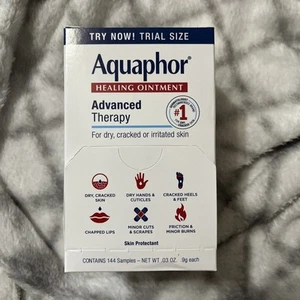 TRY NOW! TRIAL SIZE
Aquaphor®
HEALING OINTMENT
Advanced
Therapy
#1
For dry, cracked or irritated skin
DRY, CRACKED
SKIN
DRY HANDS &
CUTICLES
CRACKED HEELS
& FEET
CHAPPED LIPS
MINOR CUTS
& SCRAPES
FRICTION &
MINOR BURNS
Skin Protectant
CONTAINS 144 Samples – NET WT .03 OZ. .9g each